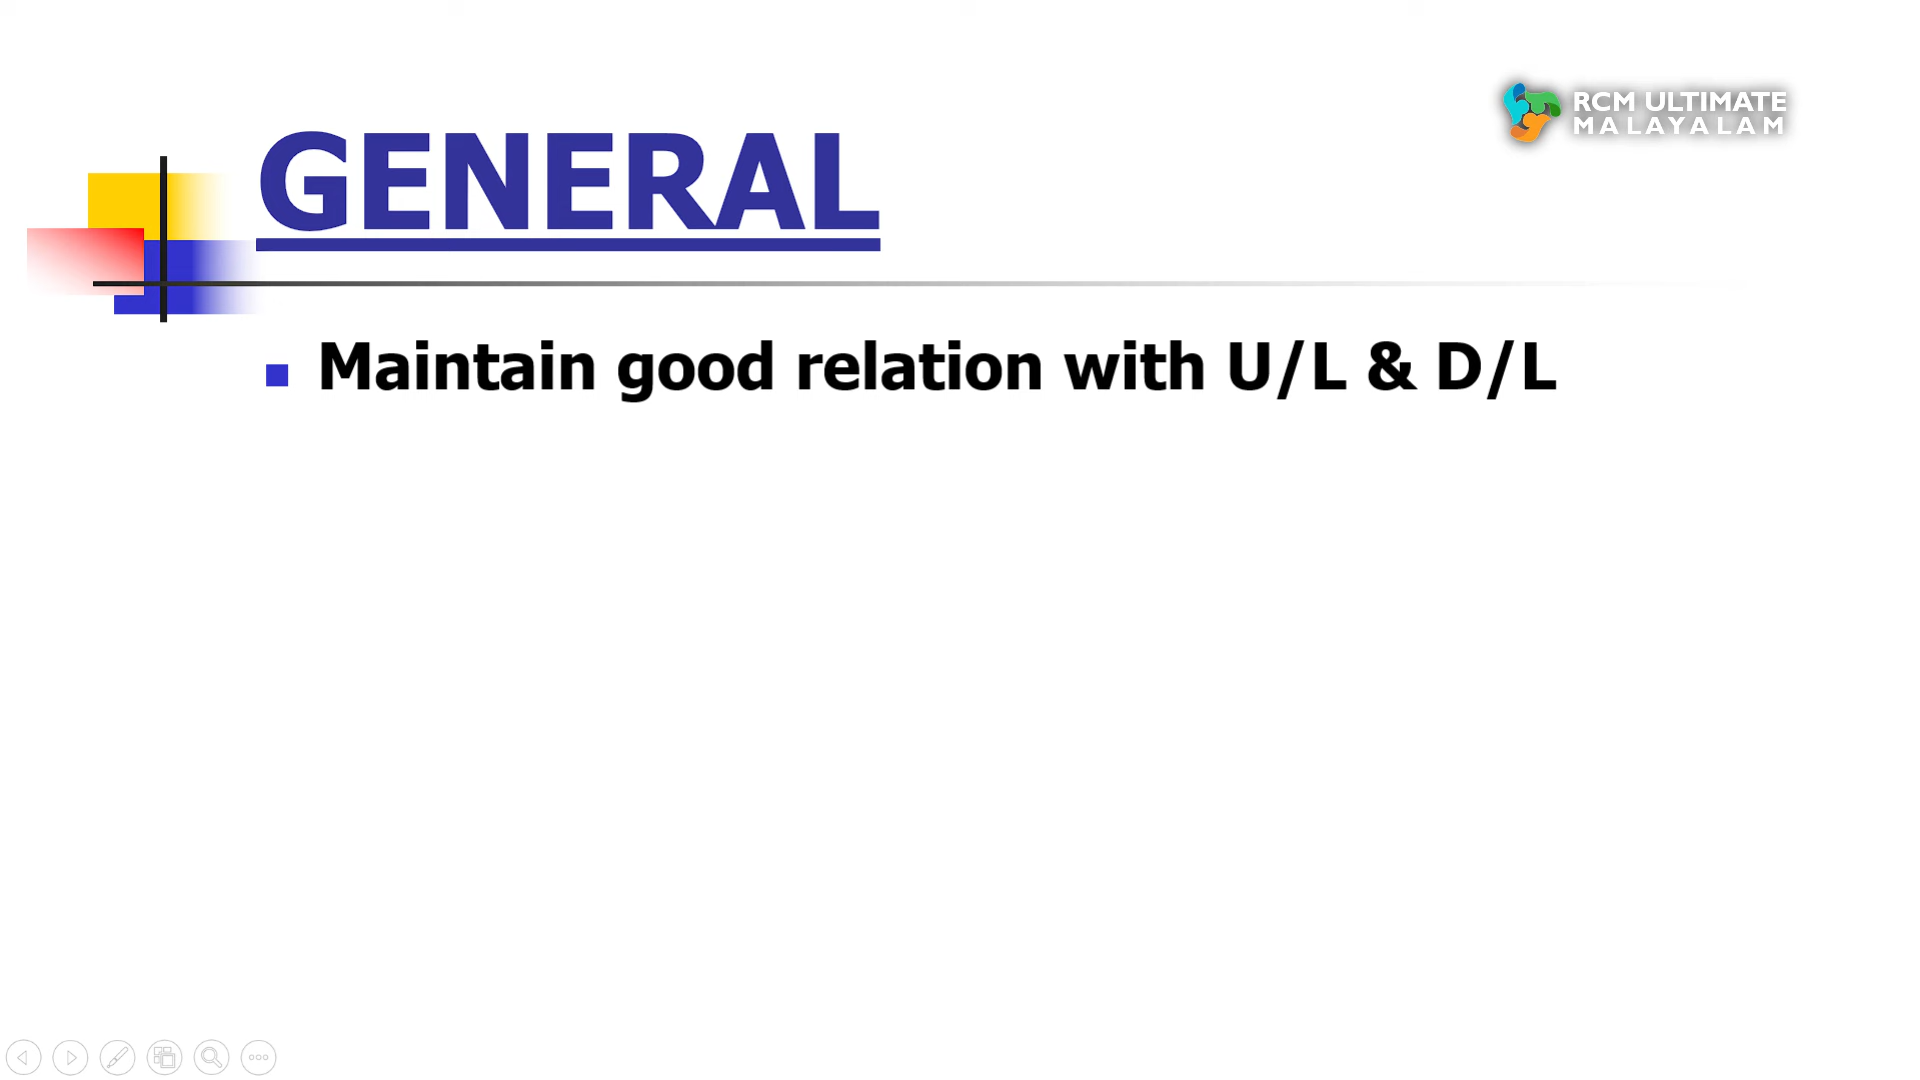 RCM ULTIMATE
MALAYALAM
GENERAL
Maintain good relation with U/L & D/L